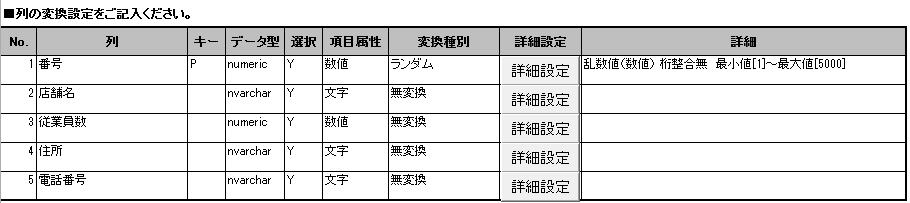 ■列の変換設定をご記入ください。
No. 列 キー データ型 選択 項目属性 変換種別 詳細設定 詳細
1 番号 P numeric Y 数値 ランダム 詳細設定 乱数値(数値) 桁整合無 最小値[1]～最大値[5000]
2 店舗名 nvarchar Y 文字 無変換 詳細設定
3 従業員数 numeric Y 数値 無変換 詳細設定
4 住所 nvarchar Y 文字 無変換 詳細設定
5 電話番号 nvarchar Y 文字 無変換 詳細設定